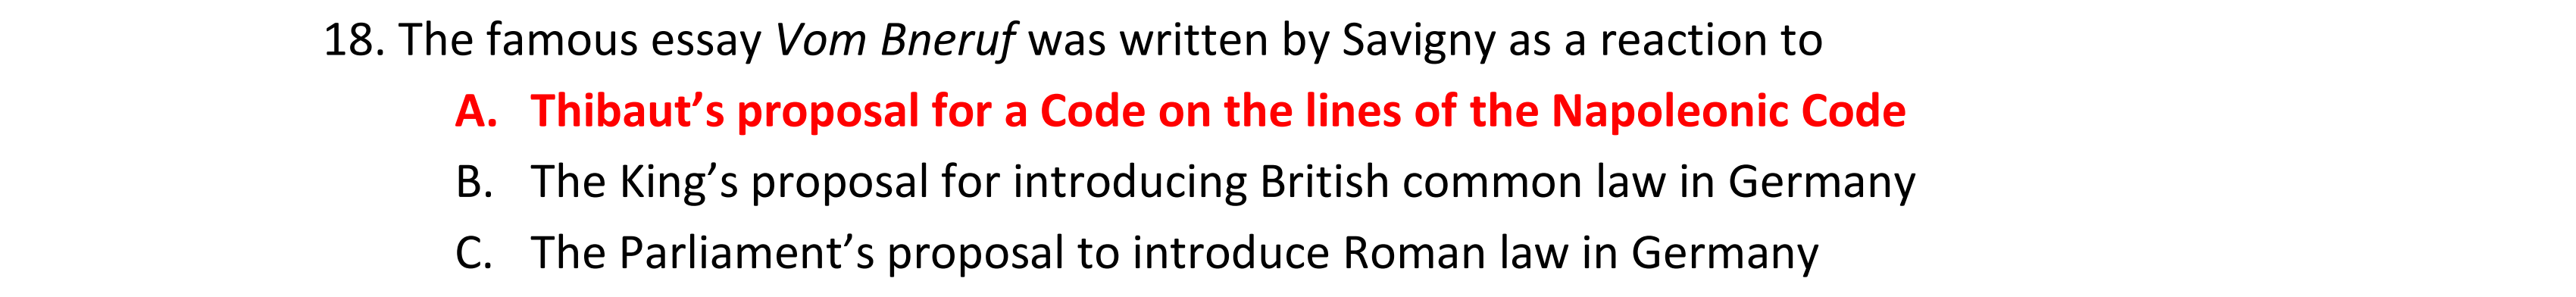 18. The famous essay Vom Bneruf was written by Savigny as a reaction to
A. Thibaut’s proposal for a Code on the lines of the Napoleonic Code
B. The King’s proposal for introducing British common law in Germany
C. The Parliament’s proposal to introduce Roman law in Germany